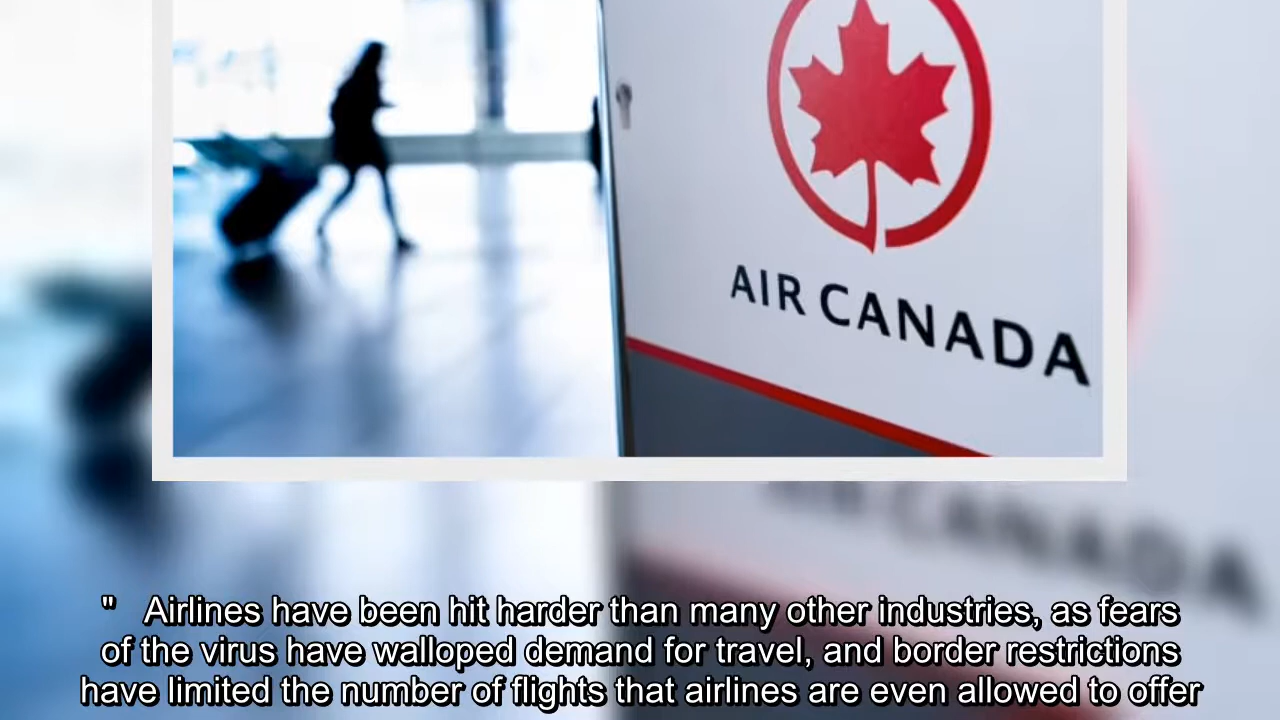 AIR CANADA
" Airlines have been hit harder than many other industries, as fears
of the virus have walloped demand for travel, and border restrictions
have limited the number of flights that airlines are even allowed to offer